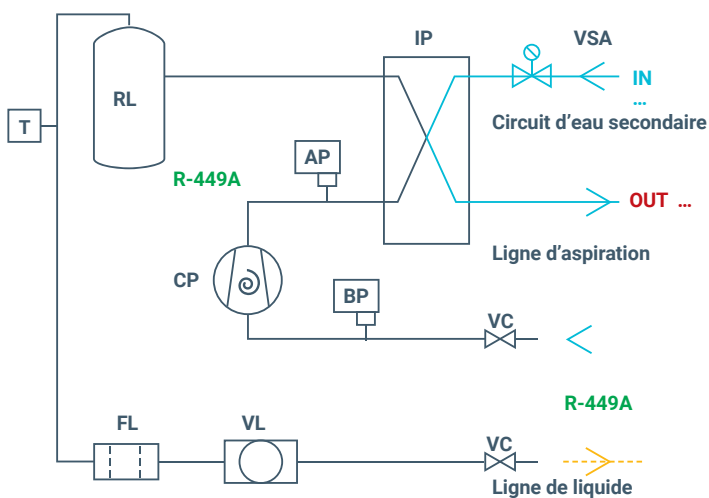 IP
VSA
RL
IN
...
T
Circuit d'eau secondaire
AP
R-449A
OUT ...
Ligne d'aspiration
CP
BP
VC
R-449A
FL
VL
VC
Ligne de liquide